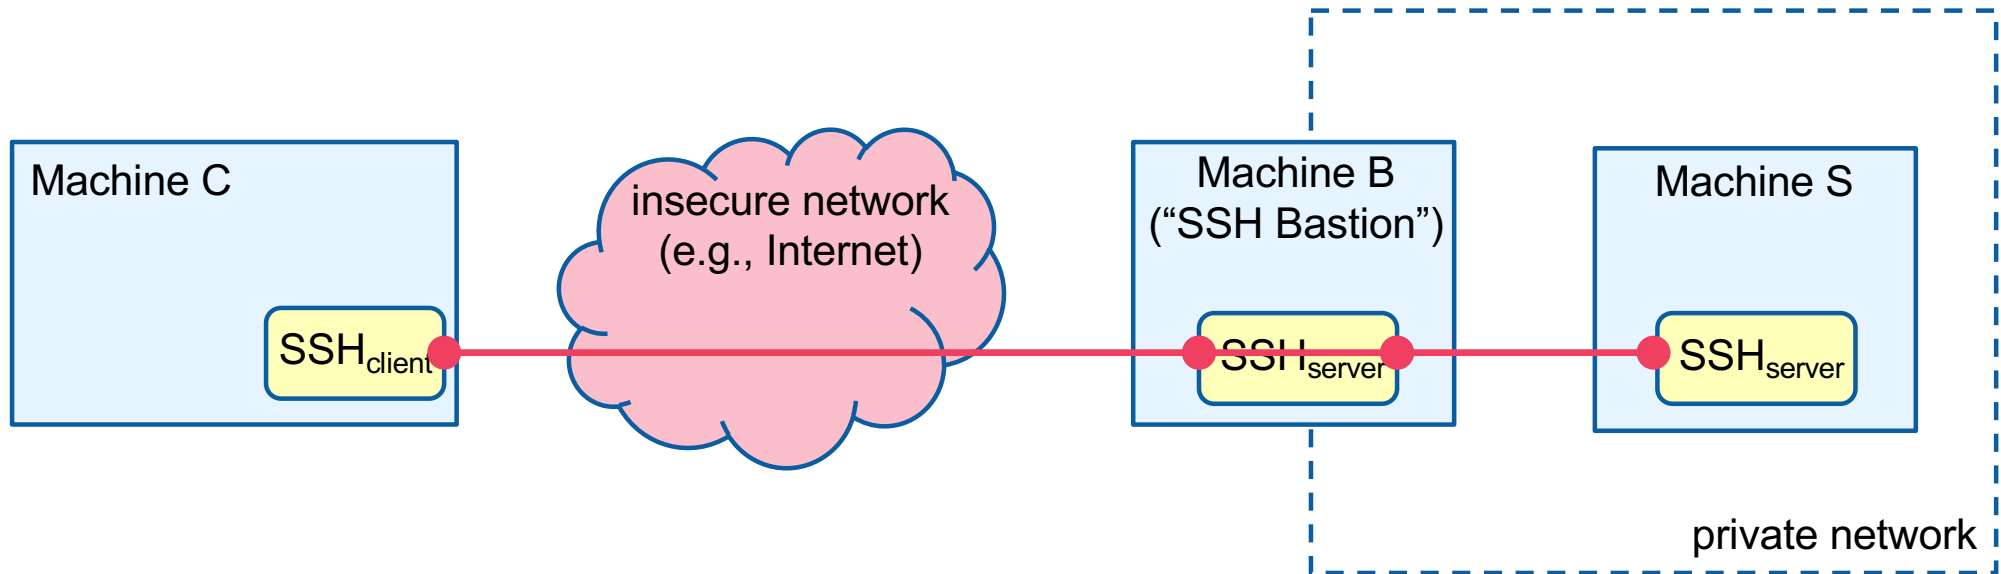 Machine C
SSHclient
insecure network
(e.g., Internet)
Machine B
(“SSH Bastion”)
SSHserver
Machine S
SSHserver
private network